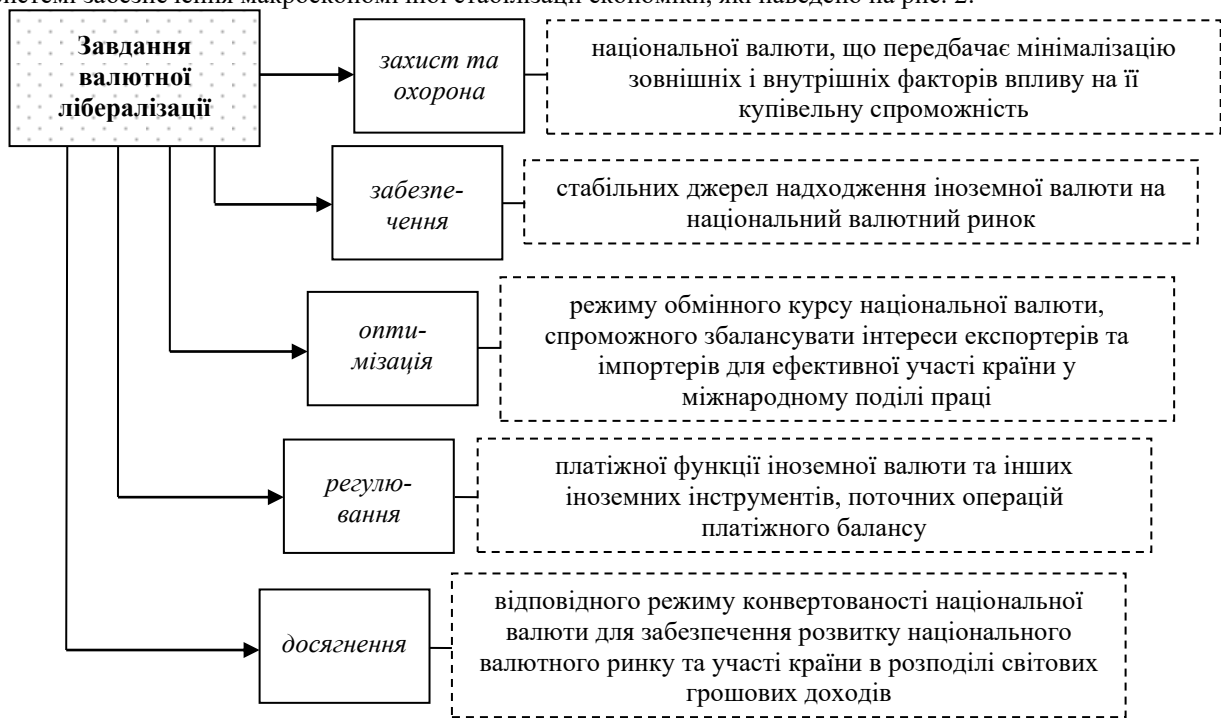 системі забезпечення макроекономічної стабілізації економіки, які наведено на рис. 2.
Завдання
валютної
лібералізації
захист та
охорона
національної валюти, що передбачає мінімалізацію
зовнішніх і внутрішніх факторів впливу на її
купівельну спроможність
забезпе-
чення
стабільних джерел надходження іноземної валюти на
національний валютний ринок
опти-
мізація
режиму обмінного курсу національної валюти,
спроможного збалансувати інтереси експортерів та
імпортерів для ефективної участі країни у
міжнародному поділі праці
регулю-
вання
платіжної функції іноземної валюти та інших
іноземних інструментів, поточних операцій
платіжного балансу
досягнення
відповідного режиму конвертованості національної
валюти для забезпечення розвитку національного
валютного ринку та участі країни в розподілі світових
грошових доходів